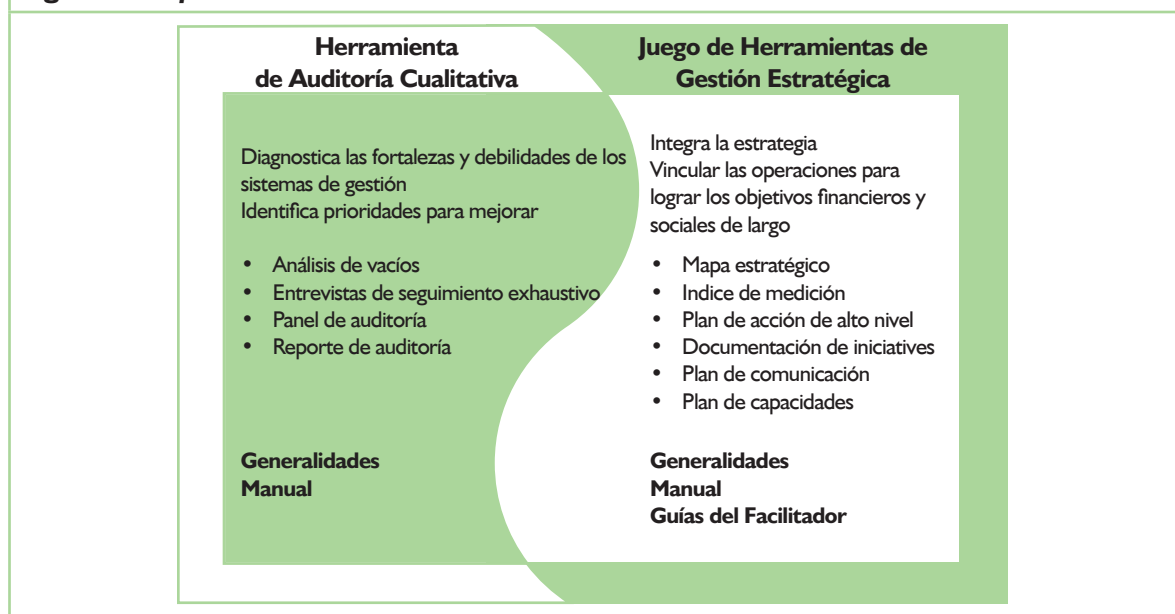 Herramienta
de Auditoría Cualitativa
Diagnostica las fortalezas y debilidades de los
sistemas de gestión
Identifica prioridades para mejorar
• Análisis de vacíos
• Entrevistas de seguimiento exhaustivo
• Panel de auditoría
• Reporte de auditoría
Generalidades
Manual
Juego de Herramientas de
Gestión Estratégica
Integra la estrategia
Vincular las operaciones para
lograr los objetivos financieros y
sociales de largo
• Mapa estratégico
• Indice de medición
• Plan de acción de alto nivel
• Documentación de iniciatives
• Plan de comunicación
• Plan de capacidades
Generalidades
Manual
Guías del Facilitador